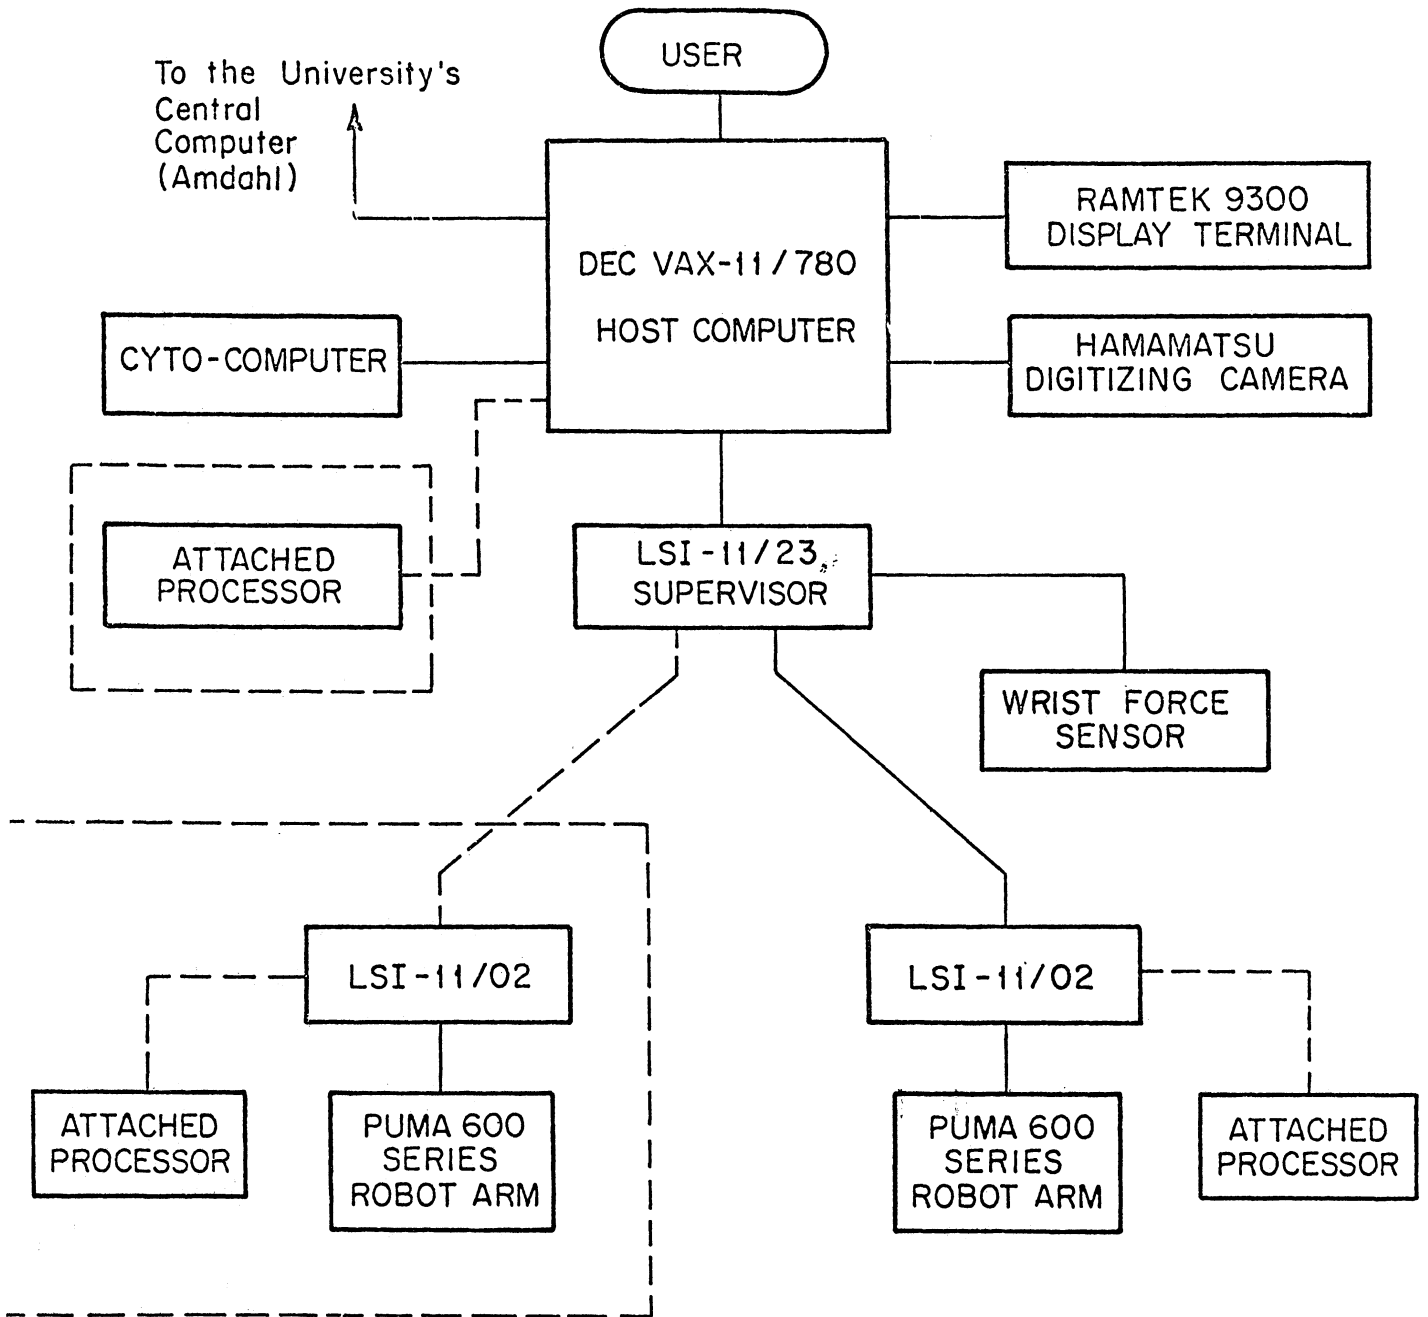 USER
To the University's
Central
Computer
(Amdahl)
DEC VAX-11/780
HOST COMPUTER
RAMTEK 9300
DISPLAY TERMINAL
CYTO-COMPUTER
HAMAMATSU
DIGITIZING CAMERA
ATTACHED
PROCESSOR
LSI-11/23
SUPERVISOR
WRIST FORCE
SENSOR
LSI-11/02
LSI-11/02
ATTACHED
PROCESSOR
PUMA 600
SERIES
ROBOT ARM
PUMA 600
SERIES
ROBOT ARM
ATTACHED
PROCESSOR